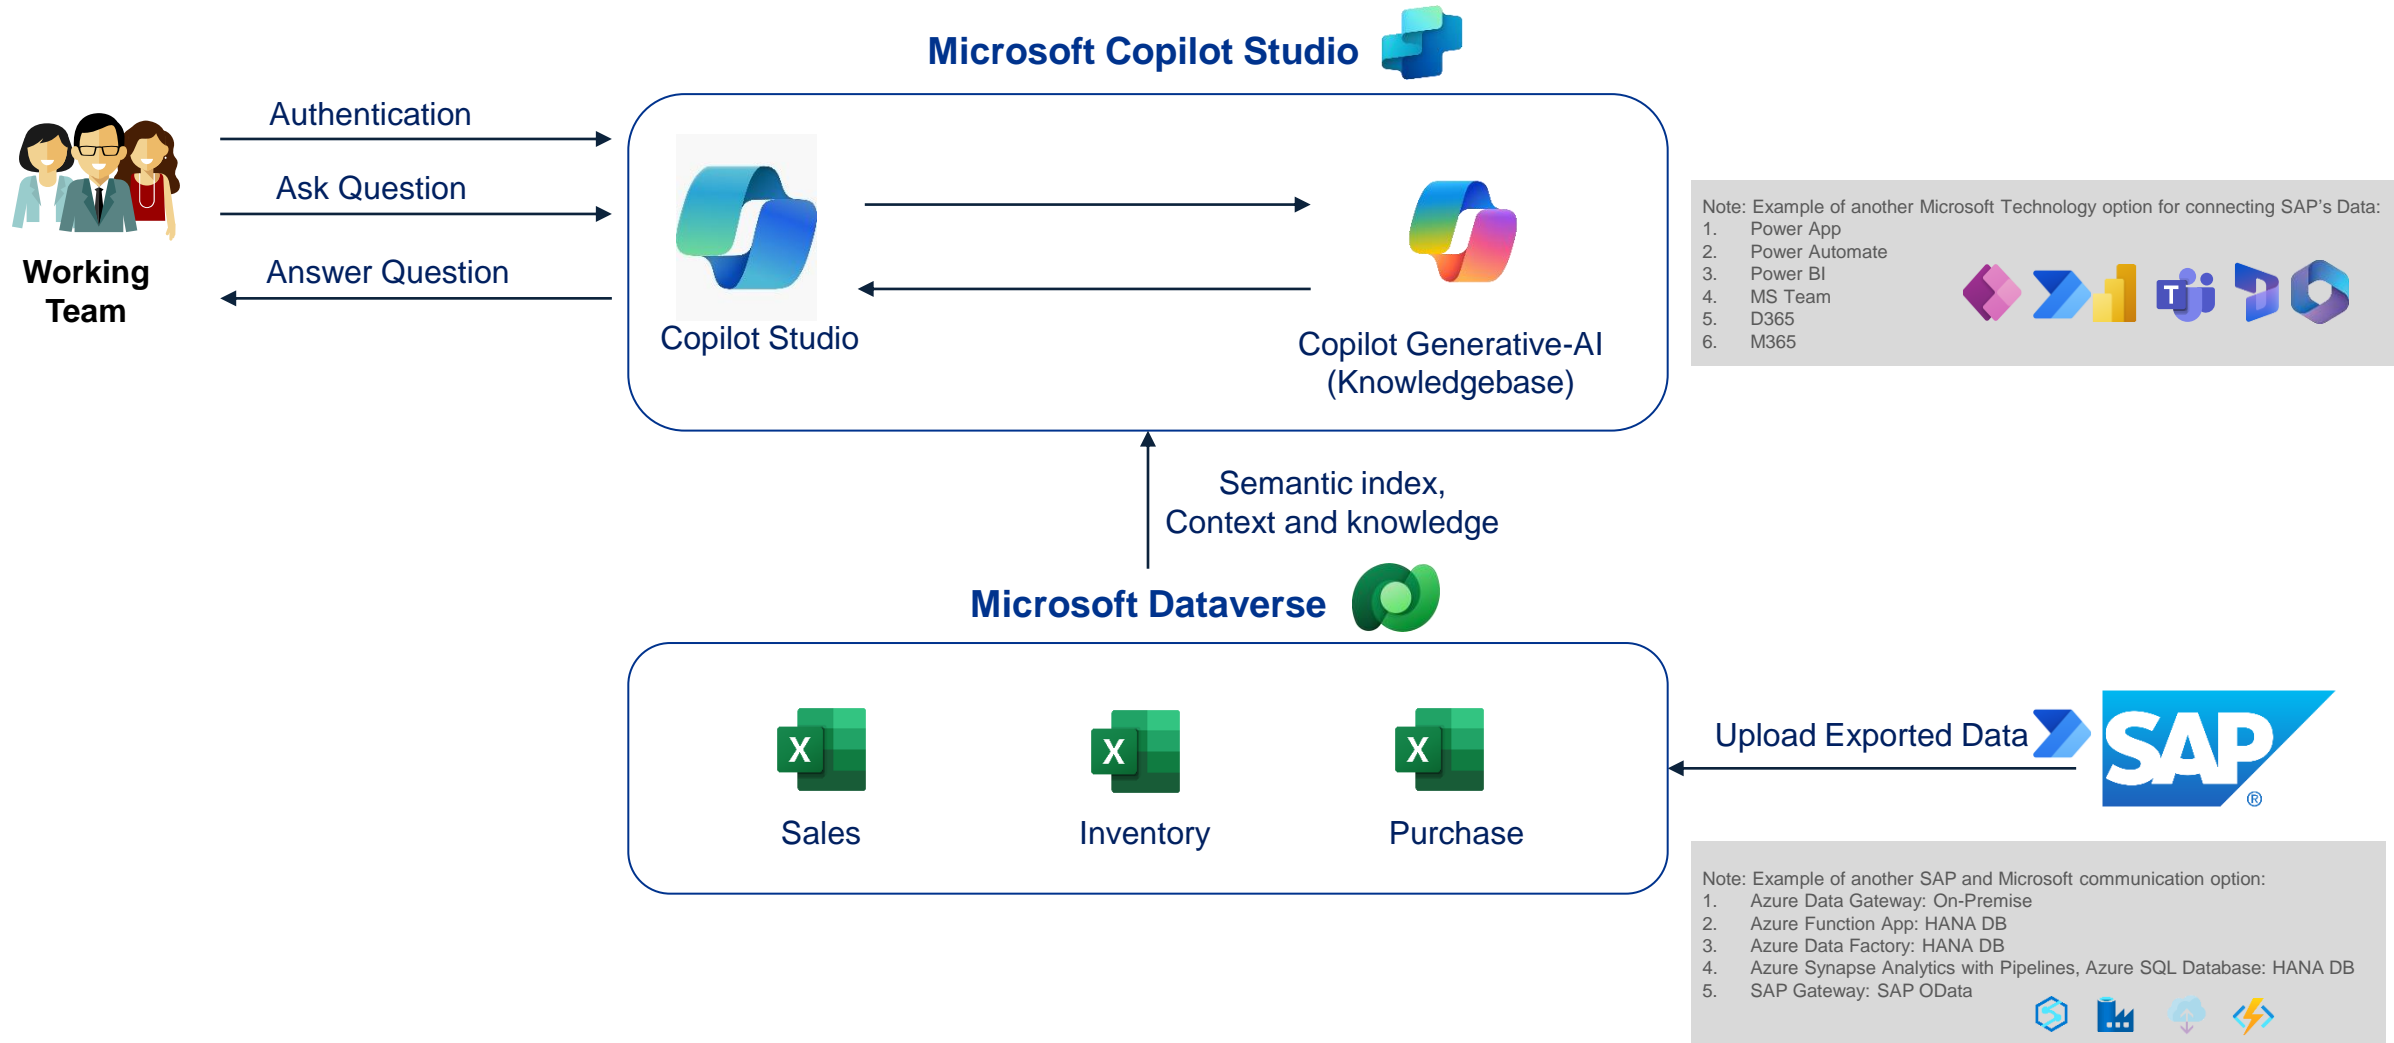 Microsoft Copilot Studio
Authentication
Ask Question
Answer Question
Working
Team
Copilot Studio
Copilot Generative-AI
(Knowledgebase)
Note: Example of another Microsoft Technology option for connecting SAP's Data:
1. Power App
2. Power Automate
3. Power BI
4. MS Team
5. D365
6. M365
T
Semantic index,
Context and knowledge
Microsoft Dataverse
X
X
X
Sales
Inventory
Purchase
Upload Exported Data
SAP
®
Note: Example of another SAP and Microsoft communication option:
1. Azure Data Gateway: On-Premise
2. Azure Function App: HANA DB
3. Azure Data Factory: HANA DB
4. Azure Synapse Analytics with Pipelines, Azure SQL Database: HANA DB
5. SAP Gateway: SAP OData